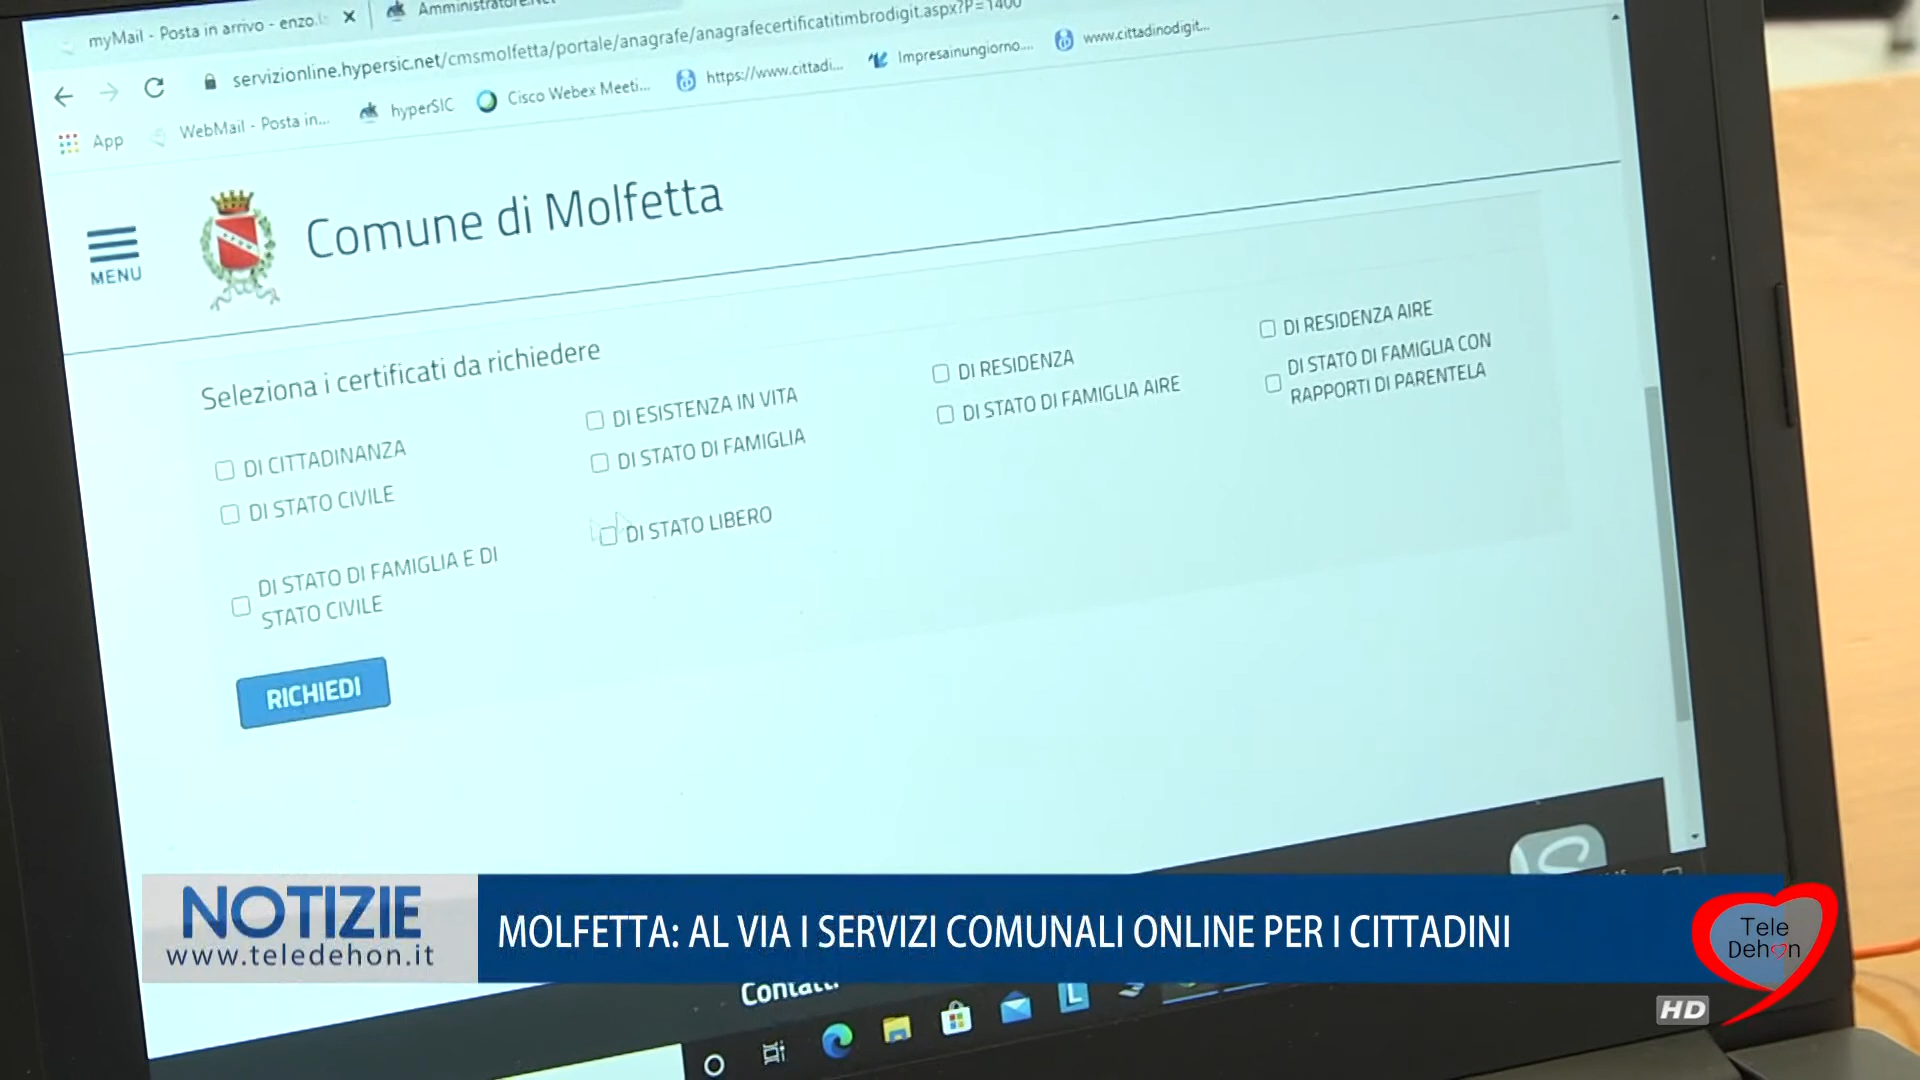 myMail - Posta in arrivo - enzo.
Amministratore.Net
servizionline.hypersic.net/cmsmolfetta/portale/anagrafe/anagrafecertificatitimbrodigit.aspx?P=1400
App
WebMail - Posta in...
hyperSIC
Cisco Webex Meeti...
https://www.cittadi...
Impresainungiorno....
www.cittadinodigit...
MENU
Comune di Molfetta
Seleziona i certificati da richiedere
DI CITTADINANZA
DI ESISTENZA IN VITA
DI RESIDENZA
DI RESIDENZA AIRE
DI STATO CIVILE
DI STATO DI FAMIGLIA
DI STATO DI FAMIGLIA AIRE
DI STATO DI FAMIGLIA CON
RAPPORTI DI PARENTELA
DI STATO DI FAMIGLIA E DI
STATO CIVILE
DI STATO LIBERO
RICHIEDI
NOTIZIE
www.teledehon.it
MOLFETTA: AL VIA I SERVIZI COMUNALI ONLINE PER I CITTADINI
Tele
Dehon
HD
Contatti
L